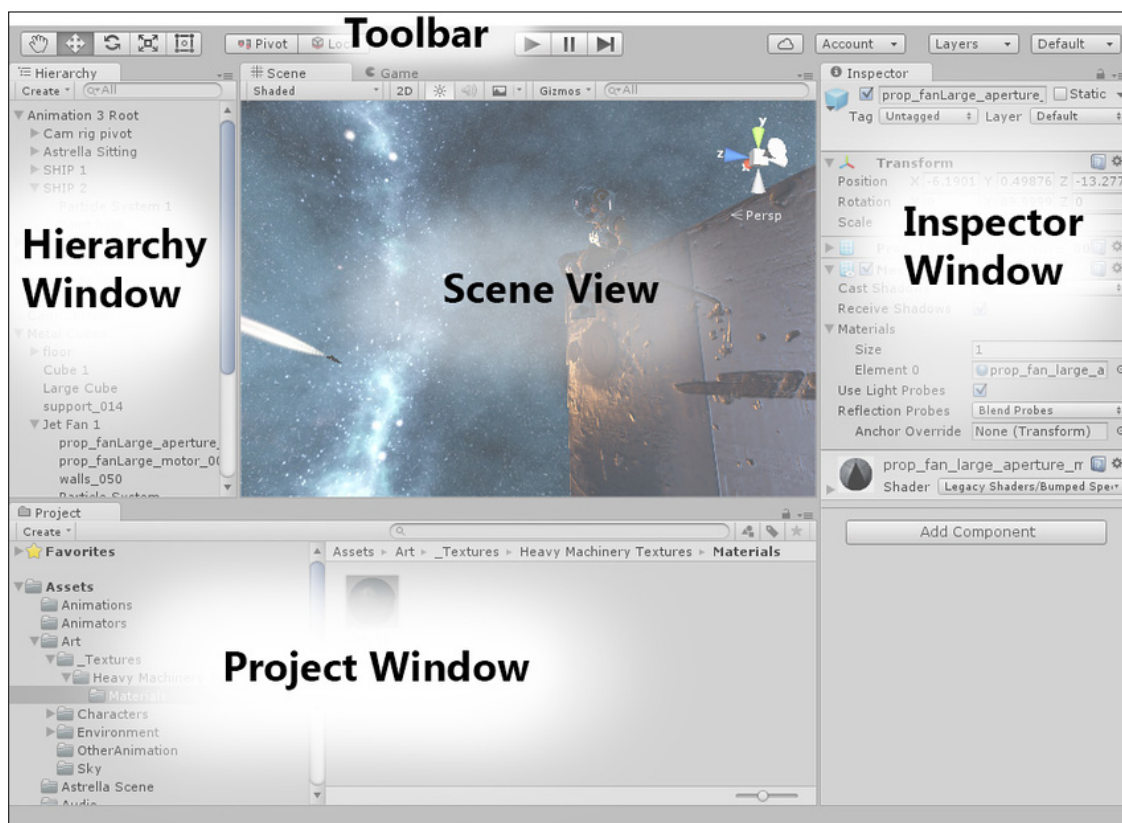 Toolbar
Pivot
Account
Layers
Default
Hierarchy
Create
All
Animation 3 Root
Cam rig pivot
Astrella Sitting
SHIP 1
SHIP 2
Particle System 1
Hierarchy
Window
floor
Cube 1
Large Cube
support_014
Jet Fan 1
prop_fanLarge_aperture_
prop_fanLarge_motor_00
walls_050
Particle System
Scene
Game
Shaded
2D
Gizmos
All
y
z
x
Persp
Scene View
Inspector
prop_fanLarge_aperture_
Static
Tag Untagged Layer Default
Transform
Position X -6.1901 Y 0.49876 Z -13.277
Rotation Z 0
Scale
Inspector
Window
Receive Shadows
Materials
Size 1
Element 0 prop_fan_large_a
Use Light Probes
Reflection Probes Blend Probes
Anchor Override None (Transform)
prop_fan_large_aperture_m
Shader Legacy Shaders/Bumped Spe
Add Component
Project
Create
Favorites
Assets
Animations
Animators
Art
_Textures
Heavy Machinery
Materials
Characters
Environment
OtherAnimation
Sky
Astrella Scene
Audio
Assets Art _Textures Heavy Machinery Textures Materials
Project Window